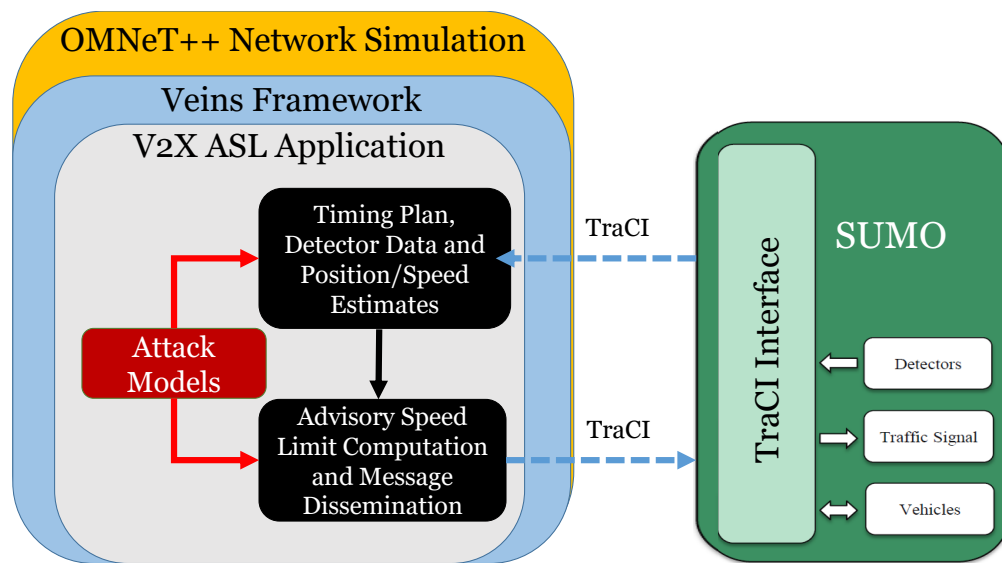 OMNeT++ Network Simulation
Veins Framework
V2X ASL Application
Timing Plan,
Detector Data and
Position/Speed
Estimates
Attack
Models
Advisory Speed
Limit Computation
and Message
Dissemination
TraCI
TraCI
TraCI Interface
SUMO
Detectors
Traffic Signal
Vehicles